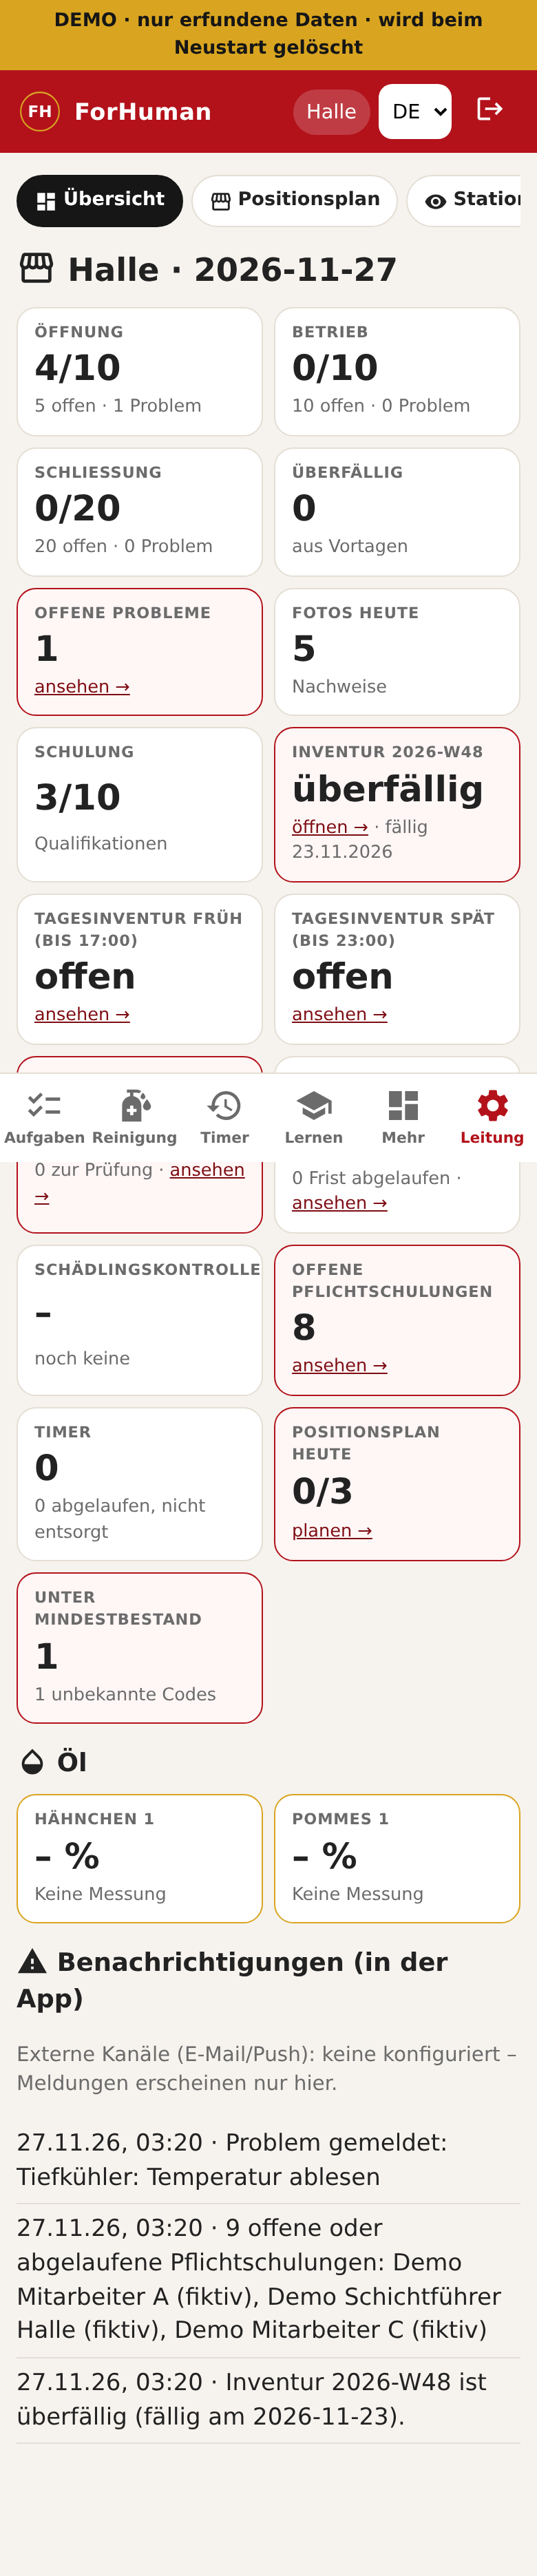 DEMO · nur erfundene Daten · wird beim
Neustart gelöscht
FH ForHuman Halle DE
Übersicht Positionsplan Station
Halle · 2026-11-27
ÖFFNUNG
4/10
5 offen · 1 Problem
BETRIEB
0/10
10 offen · 0 Problem
SCHLIESSUNG
0/20
20 offen · 0 Problem
ÜBERFÄLLIG
0
aus Vortagen
OFFENE PROBLEME
1
ansehen →
FOTOS HEUTE
5
Nachweise
SCHULUNG
3/10
Qualifikationen
INVENTUR 2026-W48
überfällig
öffnen → · fällig
23.11.2026
TAGESINVENTUR FRÜH
(BIS 17:00)
offen
ansehen →
TAGESINVENTUR SPÄT
(BIS 23:00)
offen
ansehen →
Aufgaben Reinigung Timer Lernen Mehr Leitung
0 zur Prüfung · ansehen
→
0 Frist abgelaufen ·
ansehen →
SCHÄDLINGSKONTROLLE
–
noch keine
OFFENE
PFLICHTSCHULUNGEN
8
ansehen →
TIMER
0
0 abgelaufen, nicht
entsorgt
POSITIONSPLAN
HEUTE
0/3
planen →
UNTER
MINDESTBESTAND
1
1 unbekannte Codes
Öl
HÄHNCHEN 1
– %
Keine Messung
POMMES 1
– %
Keine Messung
Benachrichtigungen (in der
App)
Externe Kanäle (E-Mail/Push): keine konfiguriert –
Meldungen erscheinen nur hier.
27.11.26, 03:20 · Problem gemeldet:
Tiefkühler: Temperatur ablesen
27.11.26, 03:20 · 9 offene oder
abgelaufene Pflichtschulungen: Demo
Mitarbeiter A (fiktiv), Demo Schichtführer
Halle (fiktiv), Demo Mitarbeiter C (fiktiv)
27.11.26, 03:20 · Inventur 2026-W48 ist
überfällig (fällig am 2026-11-23).